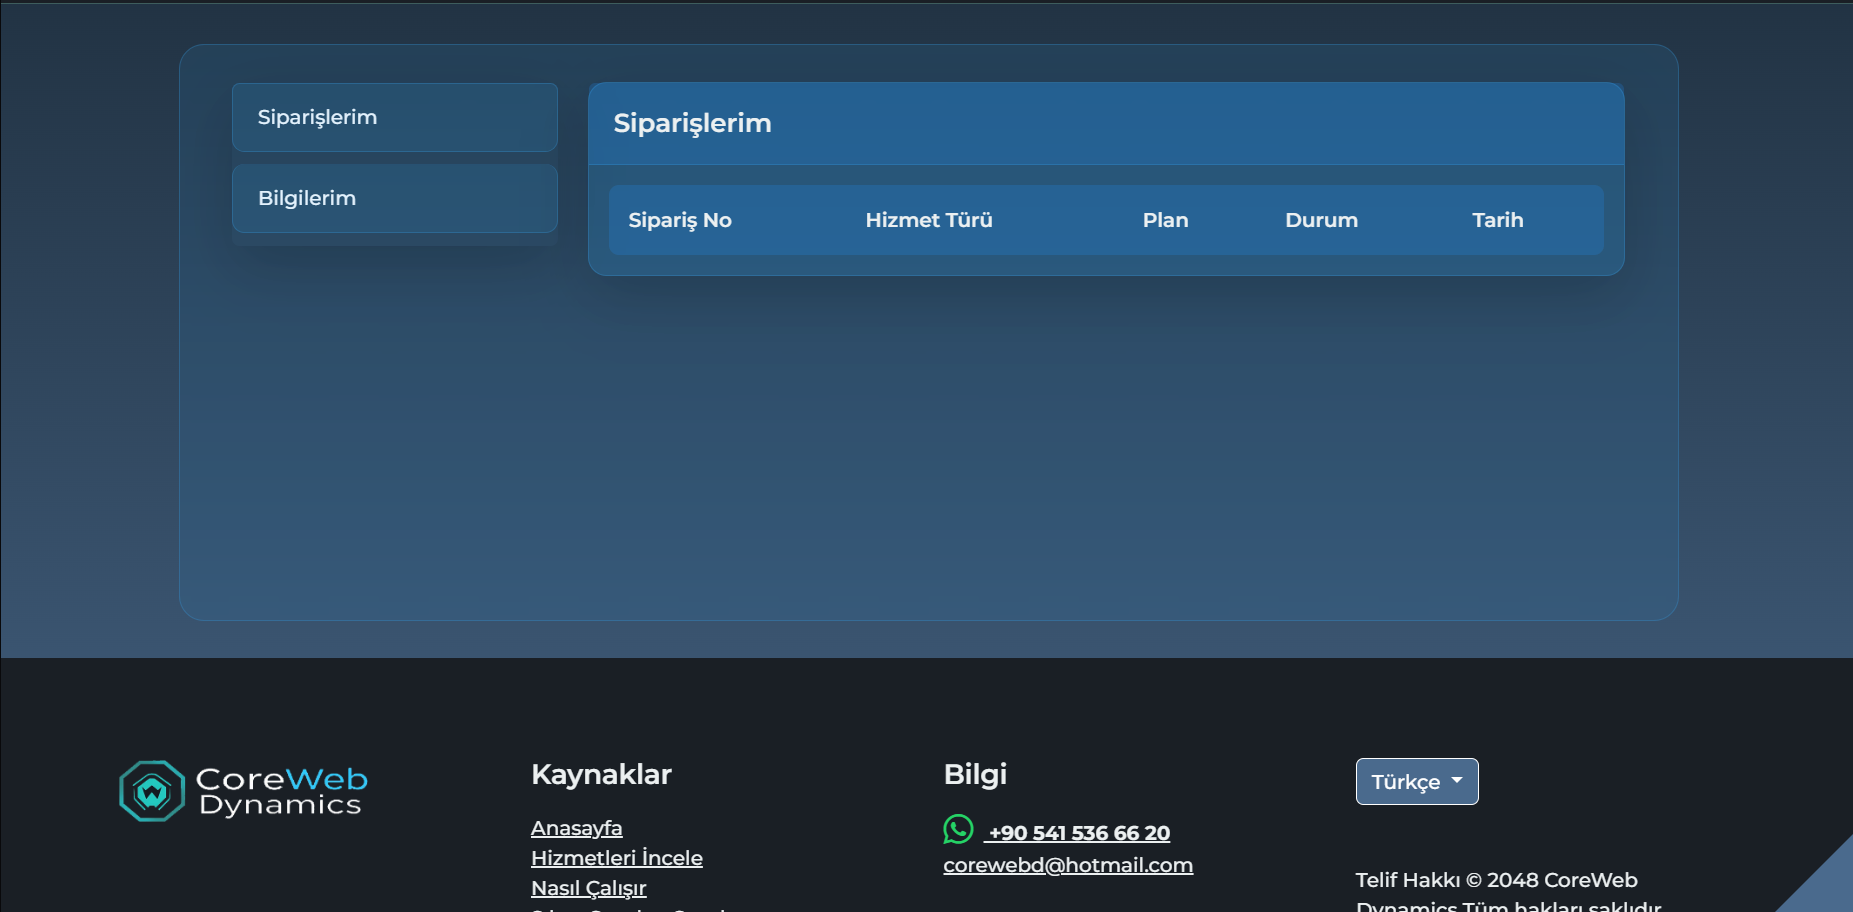 Siparişlerim
Bilgilerim
Siparişlerim
Sipariş No Hizmet Türü Plan Durum Tarih
CoreWeb
Dynamics
Kaynaklar
Anasayfa
Hizmetleri İncele
Nasıl Çalışır
Bilgi
+90 541 536 66 20
corewebd@hotmail.com
Türkçe
Telif Hakkı © 2048 CoreWeb
Dynamics Tüm hakları saklıdır